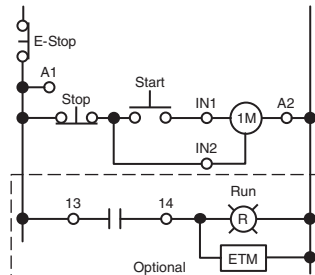 E-Stop
A1
Stop
Start
IN1
1M
A2
IN2
Run
13
14
R
ETM
Optional